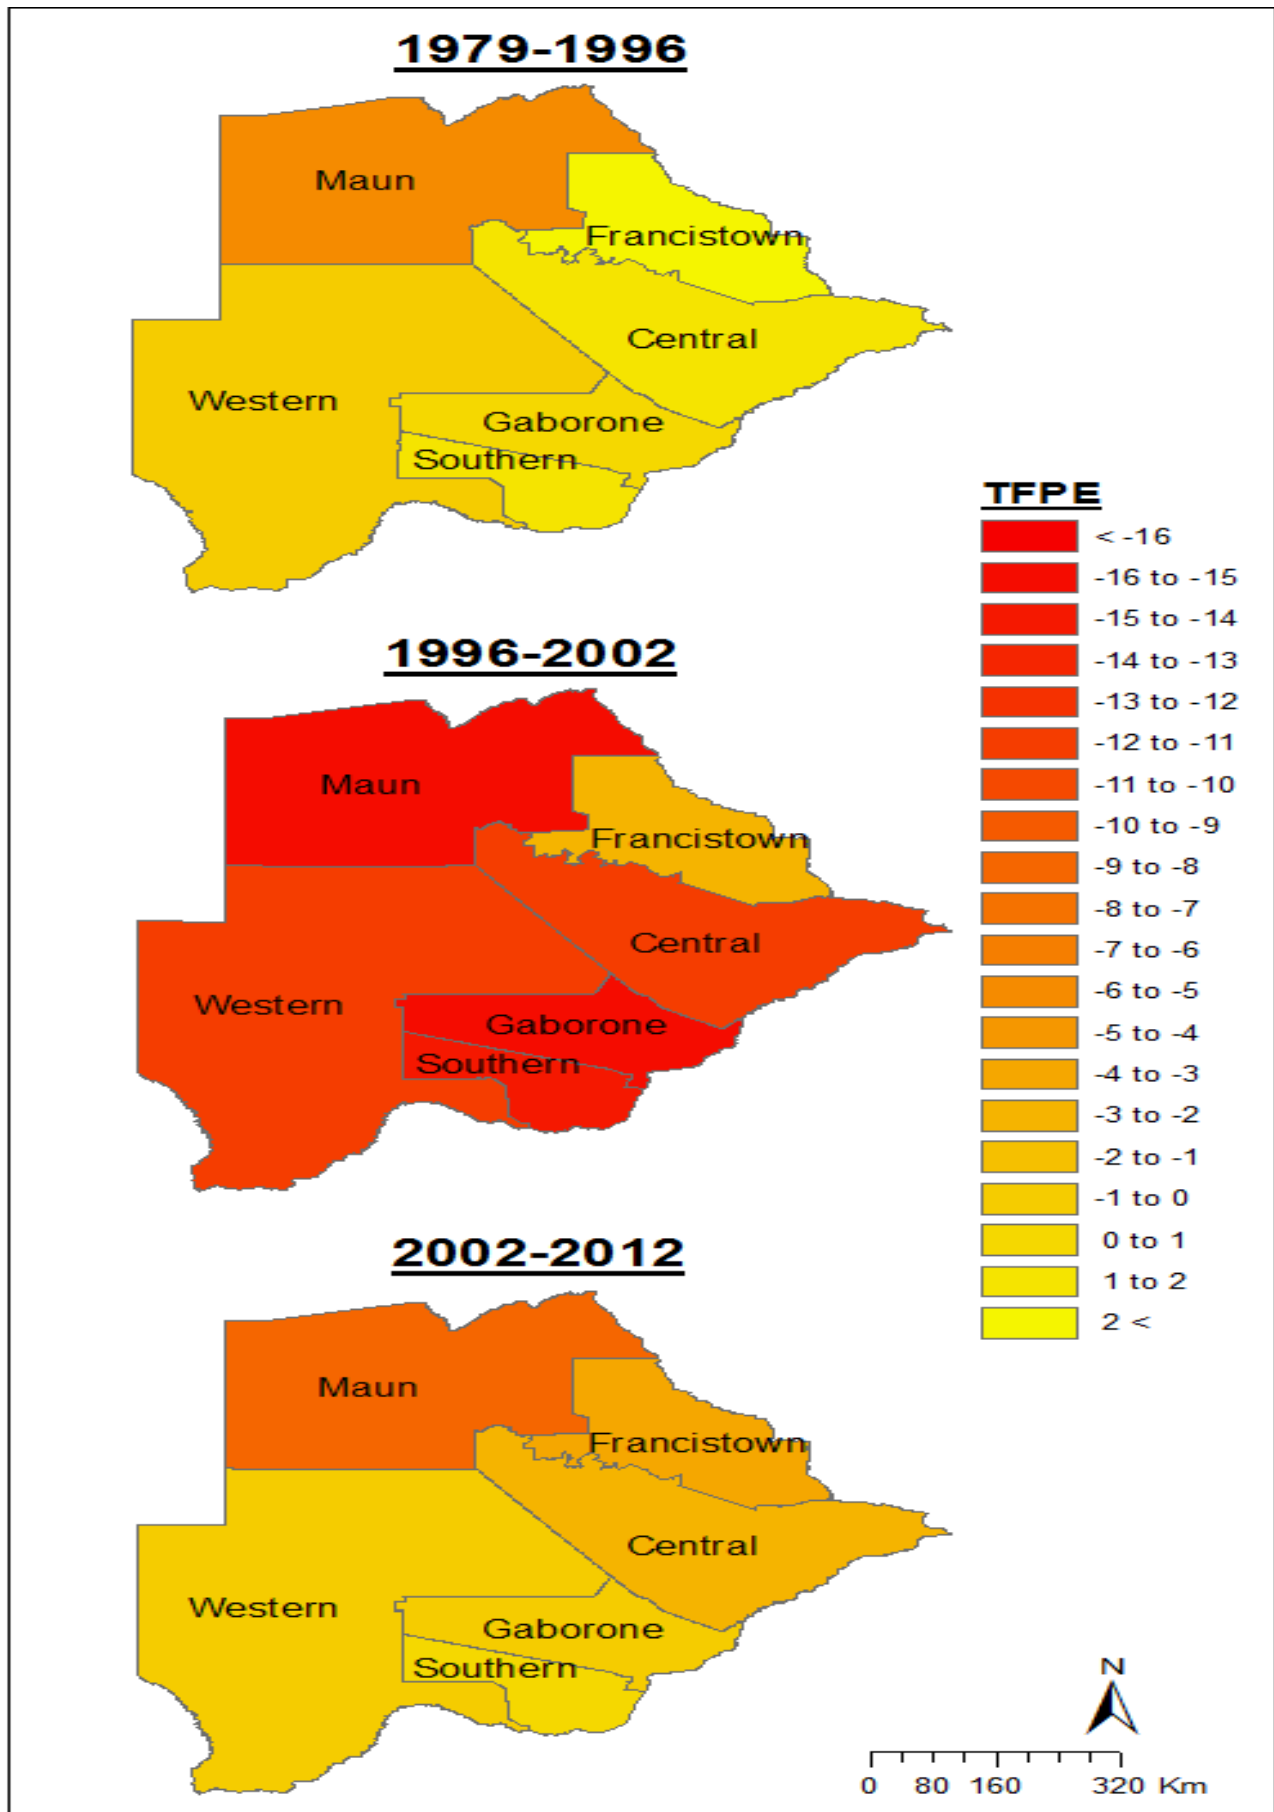 1979-1996
Maun
Francistown
Central
Western
Gaborone
Southern
TFPE
< -16
-16 to -15
-15 to -14
-14 to -13
-13 to -12
-12 to -11
-11 to -10
-10 to -9
-9 to -8
-8 to -7
-7 to -6
-6 to -5
-5 to -4
-4 to -3
-3 to -2
-2 to -1
-1 to 0
0 to 1
1 to 2
2 <
1996-2002
Maun
Francistown
Central
Western
Gaborone
Southern
2002-2012
Maun
Francistown
Central
Western
Gaborone
Southern
N
0 80 160 320 Km